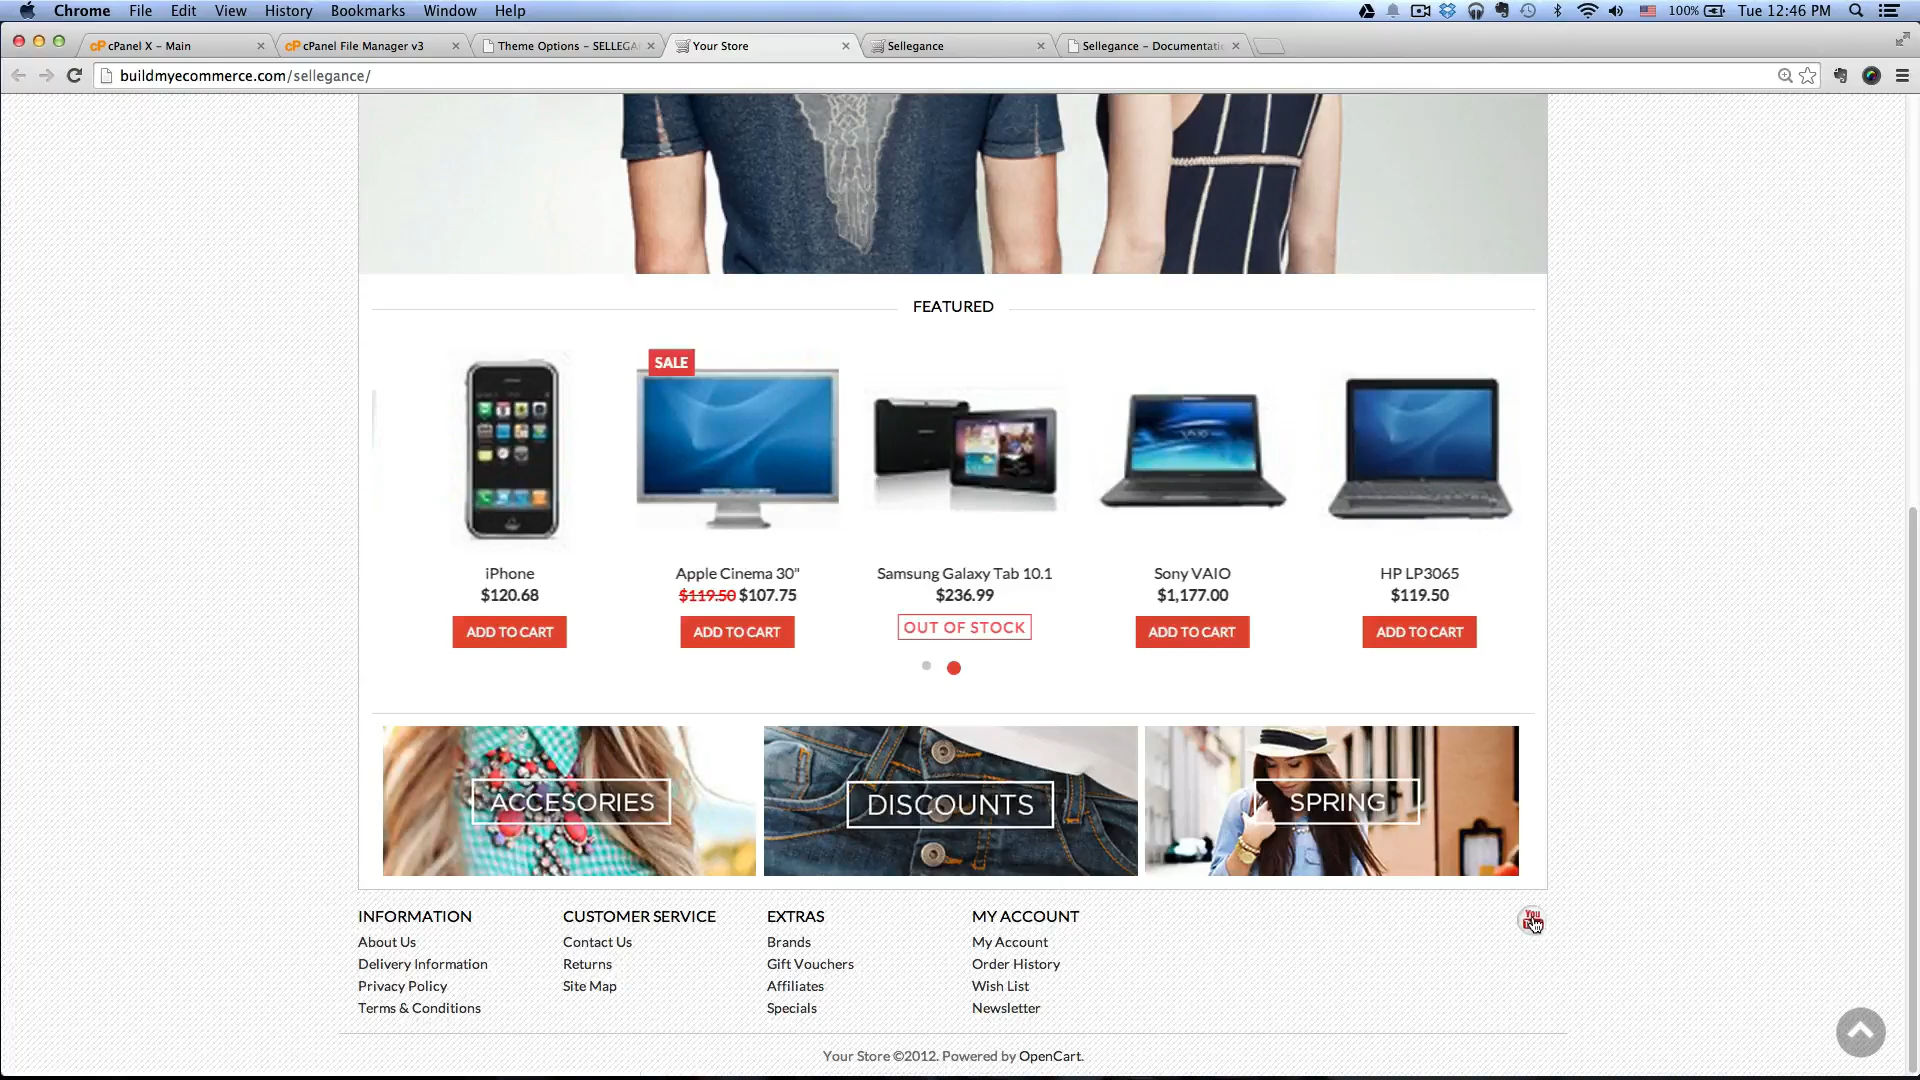 Chrome File Edit View History Bookmarks Window Help 100% Tue 12:46 PM
cPanel X - Main
cPanel File Manager v3
Theme Options - SELLEGA
Your Store
Sellegance
Sellegance - Documentati
buildmyecommerce.com/sellegance/
FEATURED
SALE
iPhone
$120.68
ADD TO CART
Apple Cinema 30"
$119.50 $107.75
ADD TO CART
Samsung Galaxy Tab 10.1
$236.99
OUT OF STOCK
Sony VAIO
$1,177.00
ADD TO CART
HP LP3065
$119.50
ADD TO CART
ACCESORIES
DISCOUNTS
SPRING
INFORMATION
About Us
Delivery Information
Privacy Policy
Terms & Conditions
CUSTOMER SERVICE
Contact Us
Returns
Site Map
EXTRAS
Brands
Gift Vouchers
Affiliates
Specials
MY ACCOUNT
My Account
Order History
Wish List
Newsletter
You
Your Store ©2012. Powered by OpenCart.